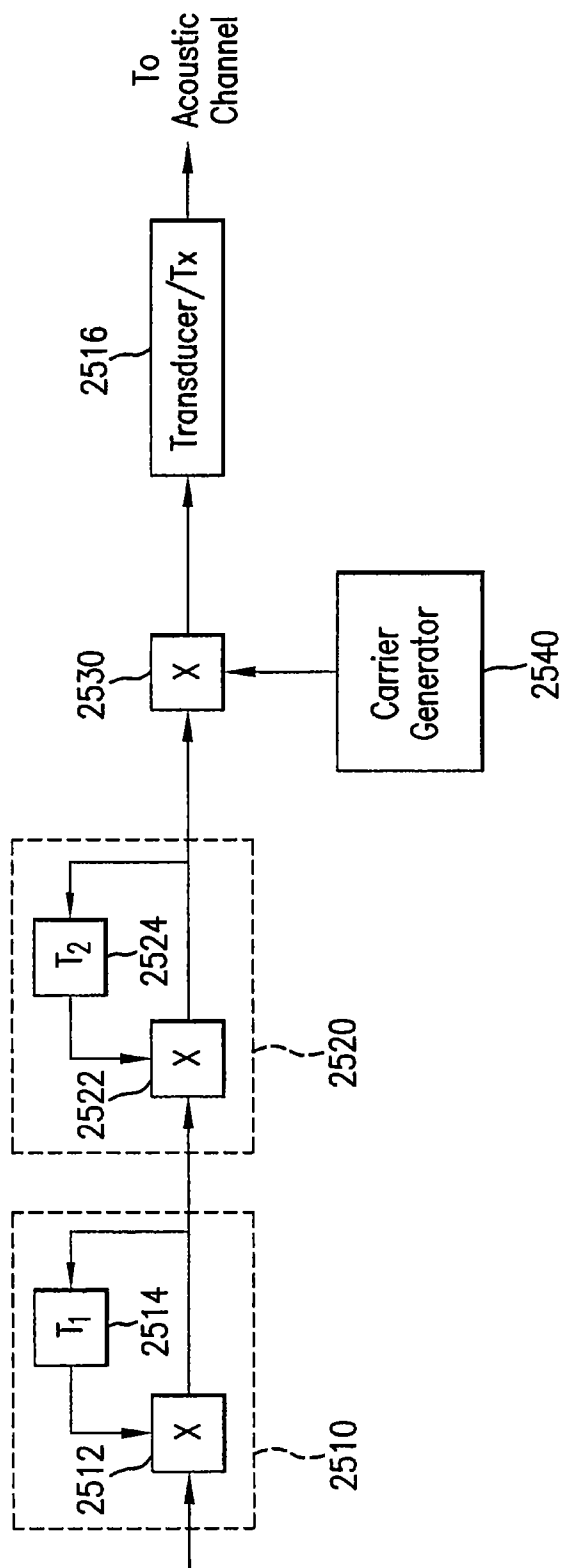 2510
2512
X
T1
2514
2520
2522
X
T2
2524
2530
X
Carrier
Generator
2540
2516
Transducer/Tx
To
Acoustic
Channel